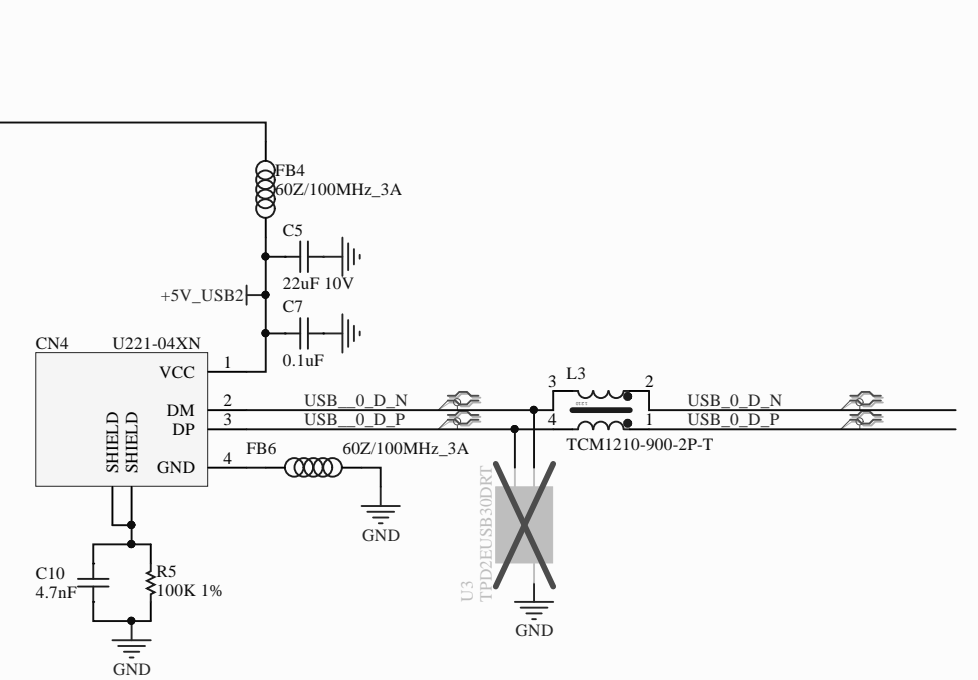 FB4
60Z/100MHz_3A
C5
22uF 10V
+5V_USB2
C7
0.1uF
CN4 U221-04XN
VCC 1
DM 2
DP 3
GND 4
SHIELD
SHIELD
USB__0_D_N
USB__0_D_P
L3
3 2
4 1
USB_0_D_N
USB_0_D_P
TCM1210-900-2P-T
FB6 60Z/100MHz_3A
GND
U3
TPD2EUSB30DRT
GND
C10
4.7nF
R5
100K 1%
GND